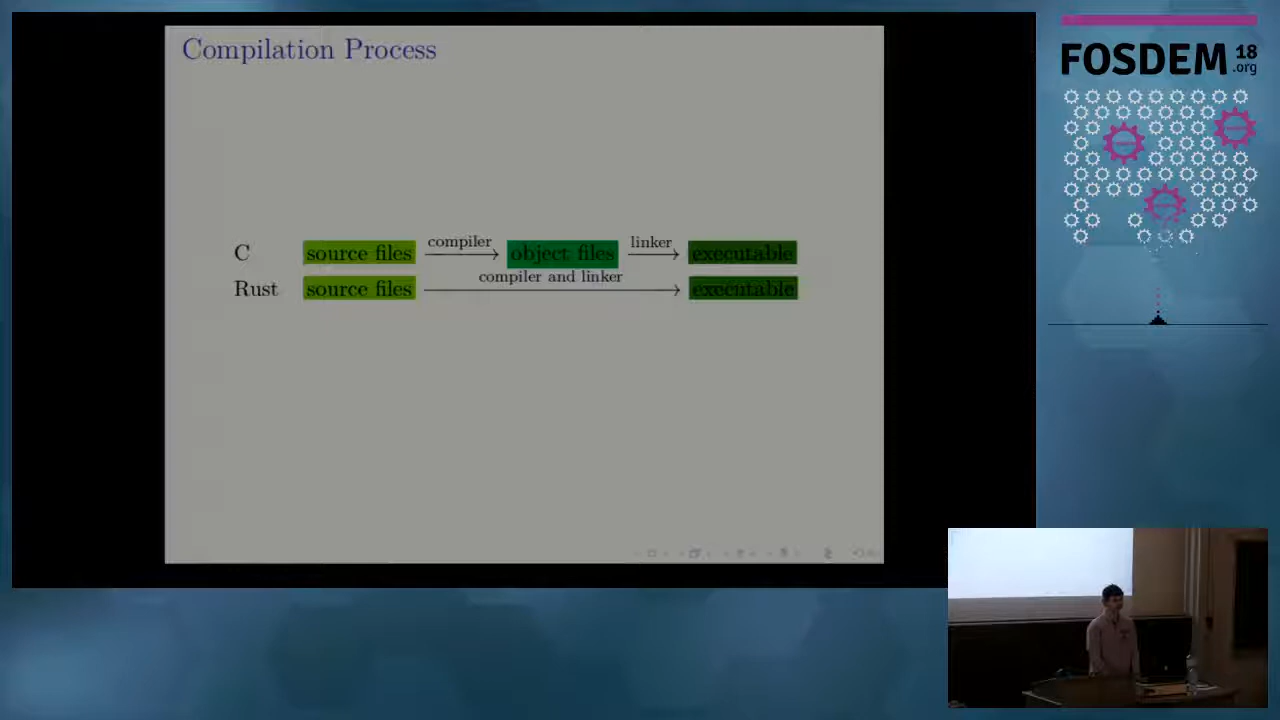 Compilation Process
compiler
linker
C source files object files executable
compiler and linker
Rust source files executable
FOSDEM 18
.org